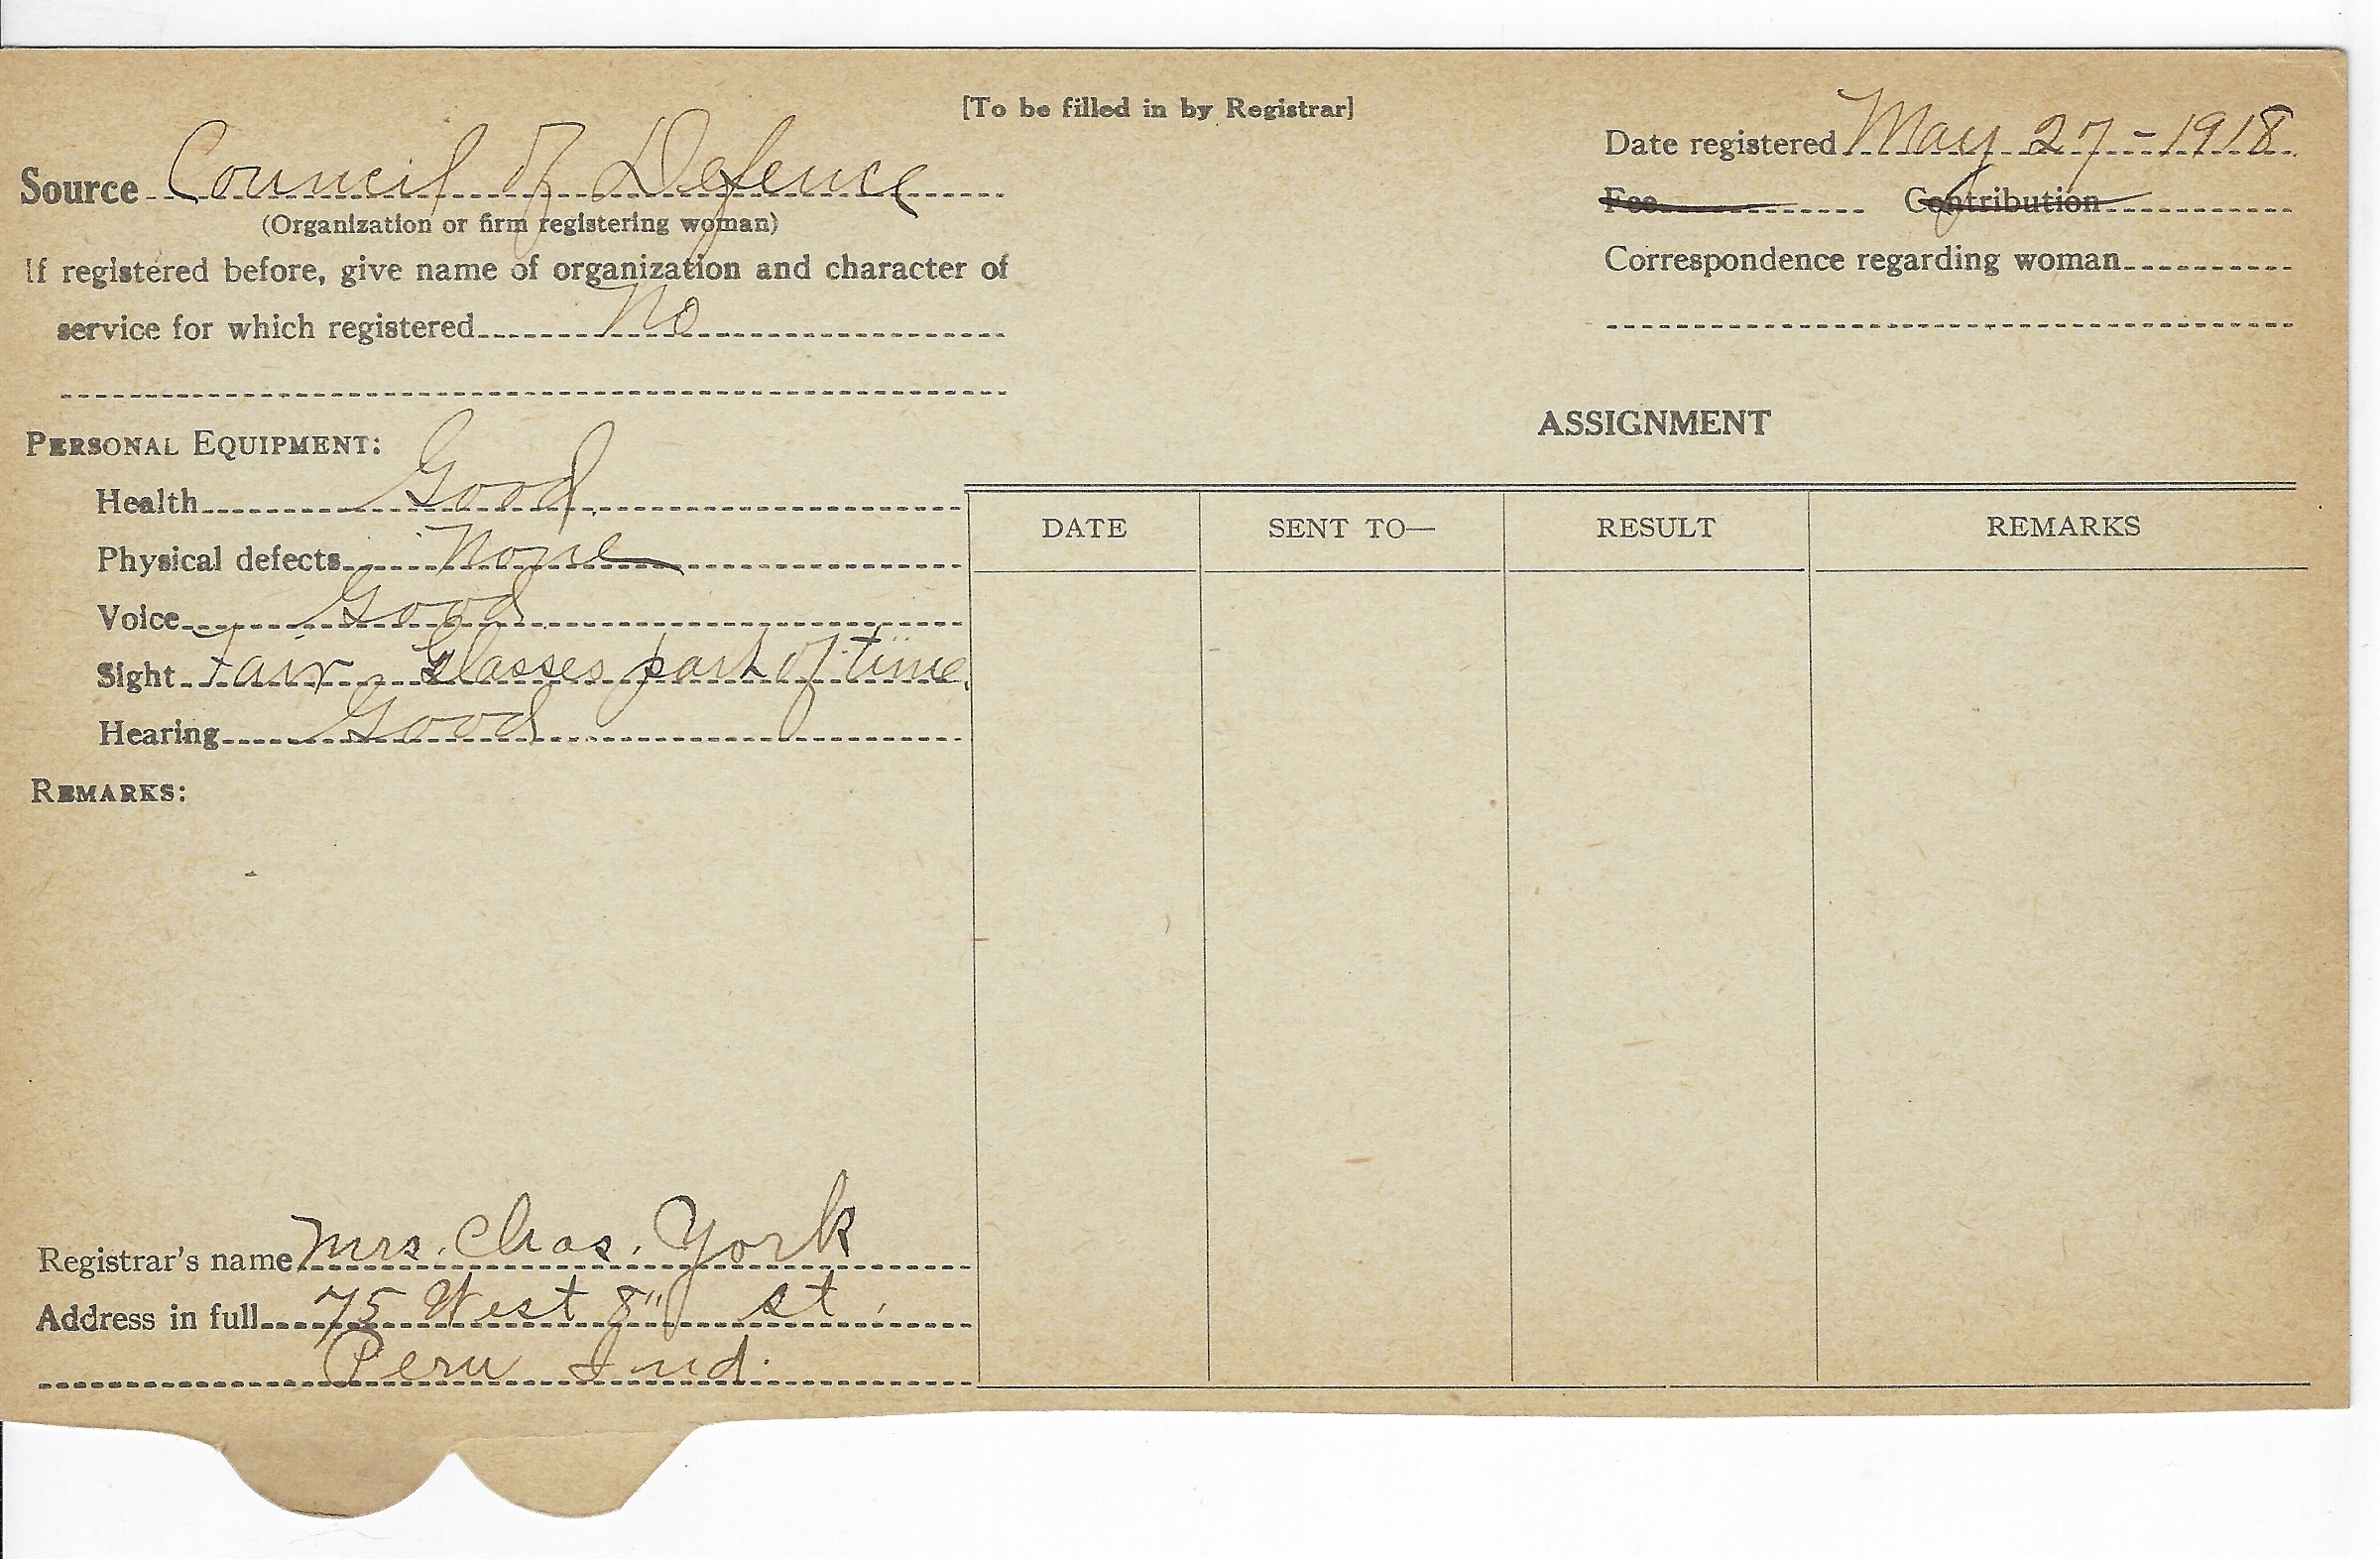 [To be filled in by Registrar]
Source Council of Defence
(Organization or firm registering woman)
If registered before, give name of organization and character of
service for which registered No
Date registered May 27-1918
Fee Contribution
Correspondence regarding woman
PERSONAL EQUIPMENT:
Health Good
Physical defects None
Voice Good
Sight Fair. Glasses part of time.
Hearing Good
REMARKS:
ASSIGNMENT
DATE SENT TO— RESULT REMARKS
Registrar's name Mrs. Chas. York
Address in full 75 West 8" st.
Peru Ind.